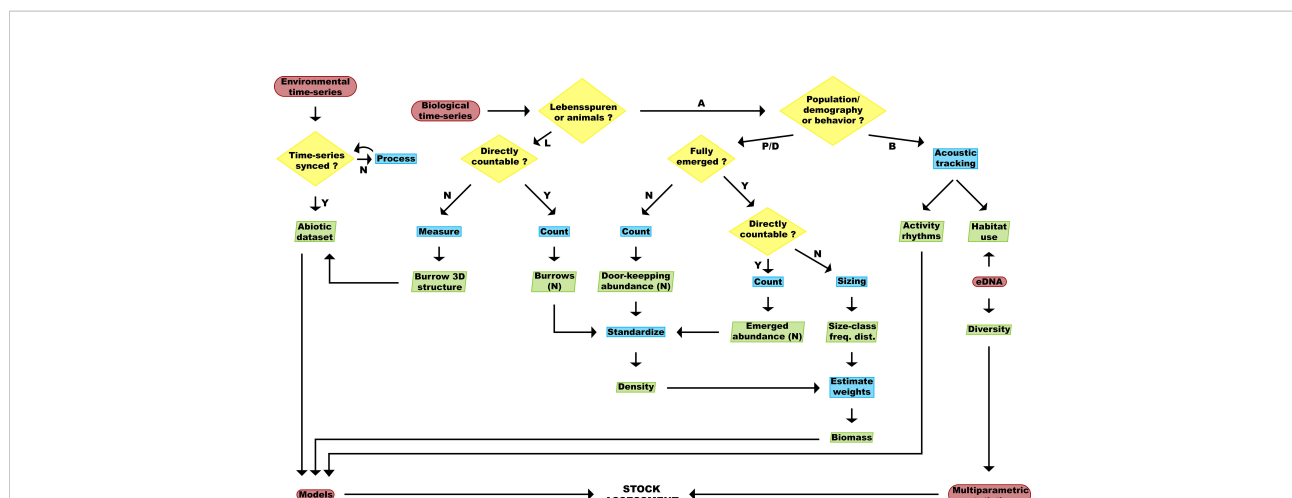 Environmental
time-series
Biological
time-series
Lebensspuren
or animals ?
A
Population/
demography
or behavior ?
Time-series
synced ?
N
Process
Directly
countable ?
L
Fully
emerged ?
P/D
B
Acoustic
tracking
Y
Abiotic
dataset
N
Y
Measure
Count
N
Y
Count
Directly
countable ?
Activity
rhythms
Habitat
use
Burrow 3D
structure
Burrows
(N)
Door-keepping
abundance (N)
Y
N
Count
Sizing
eDNA
Standardize
Emerged
abundance (N)
Size-class
freq. dist.
Diversity
Density
Estimate
weights
Biomass
Models
STOCK
Multiparametric